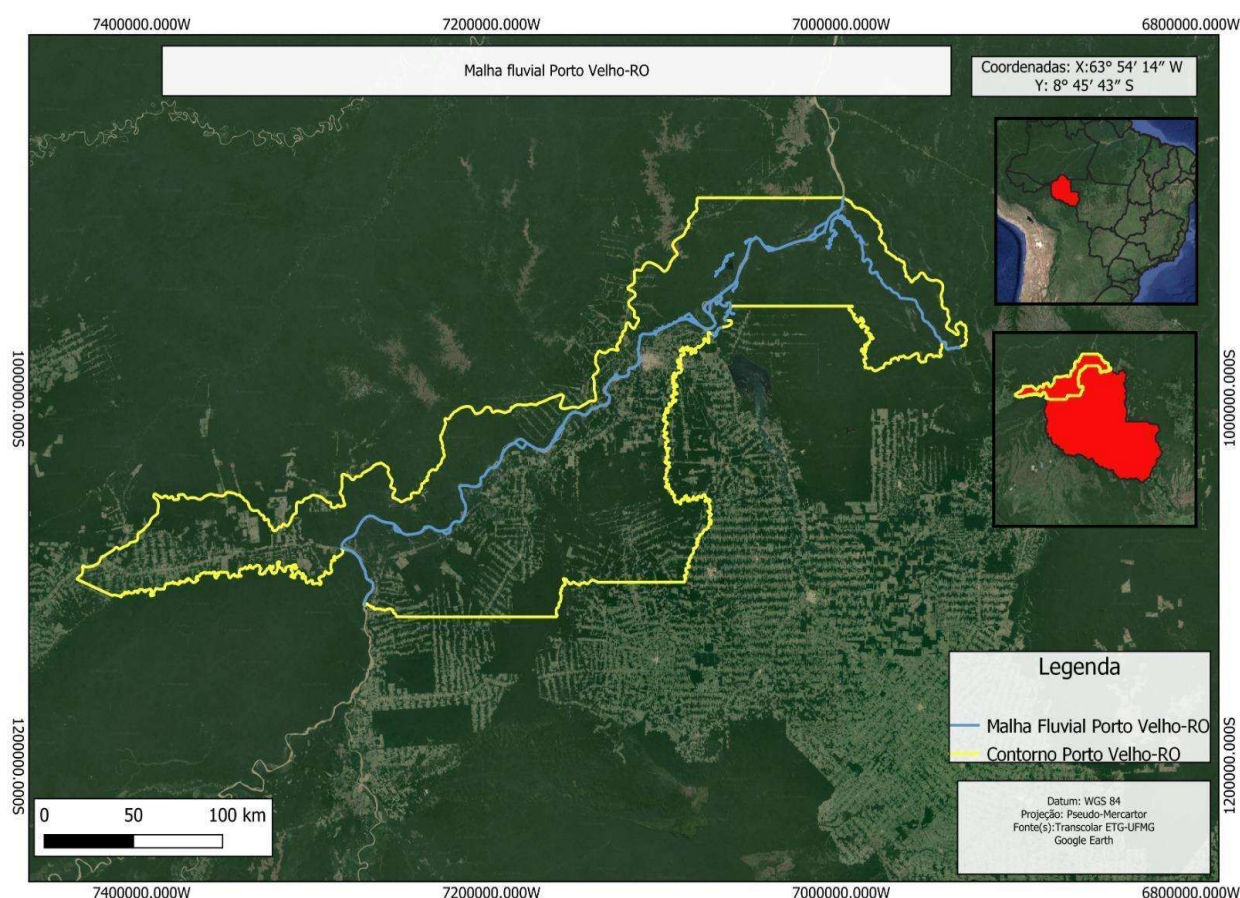 7400000.000W 7200000.000W 7000000.000W 6800000.000W
Malha fluvial Porto Velho-RO
Coordenadas: X:63° 54’ 14” W
Y: 8° 45’ 43” S
1000000.000S
1000000.000S
1200000.000S
1200000.000S
Legenda
Malha Fluvial Porto Velho-RO
Contorno Porto Velho-RO
Datum: WGS 84
Projeção: Pseudo-Mercartor
Fonte(s):Transcolar ETG-UFMG
Google Earth
0 50 100 km
7400000.000W 7200000.000W 7000000.000W 6800000.000W